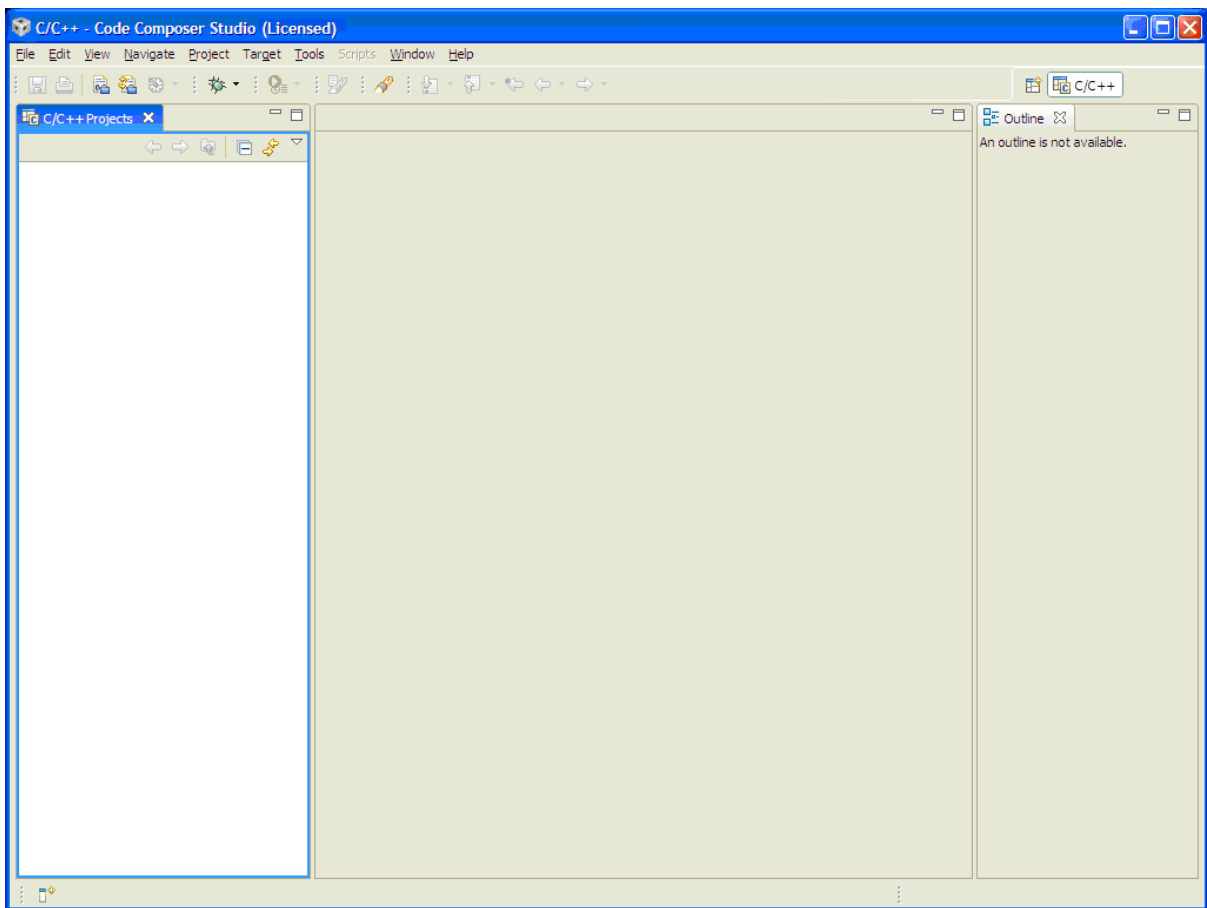 C/C++ - Code Composer Studio (Licensed)
File Edit View Navigate Project Target Tools Scripts Window Help
C/C++
C/C++ Projects
Outline
An outline is not available.